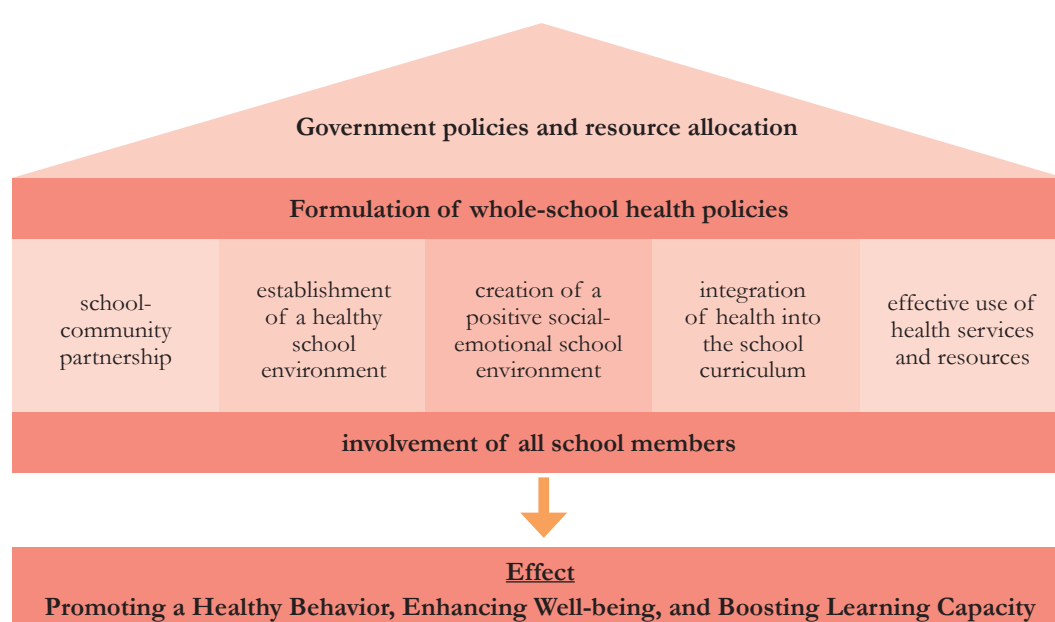 Government policies and resource allocation
Formulation of whole-school health policies
school-
community
partnership
establishment
of a healthy
school
environment
creation of a
positive social-
emotional school
environment
integration
of health into
the school
curriculum
effective use of
health services
and resources
involvement of all school members
Effect
Promoting a Healthy Behavior, Enhancing Well-being, and Boosting Learning Capacity